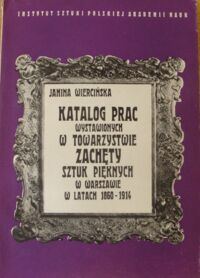 INSTYTUT SZTUKI POLSKIEJ AKADEMII NAUK
JANINA WIERCIŃSKA
KATALOG PRAC
WYSTAWIONYCH
W TOWARZYSTWIE
ZACHĘTY
SZTUK PIĘKNYCH
W WARSZAWIE
W LATACH 1860-1914